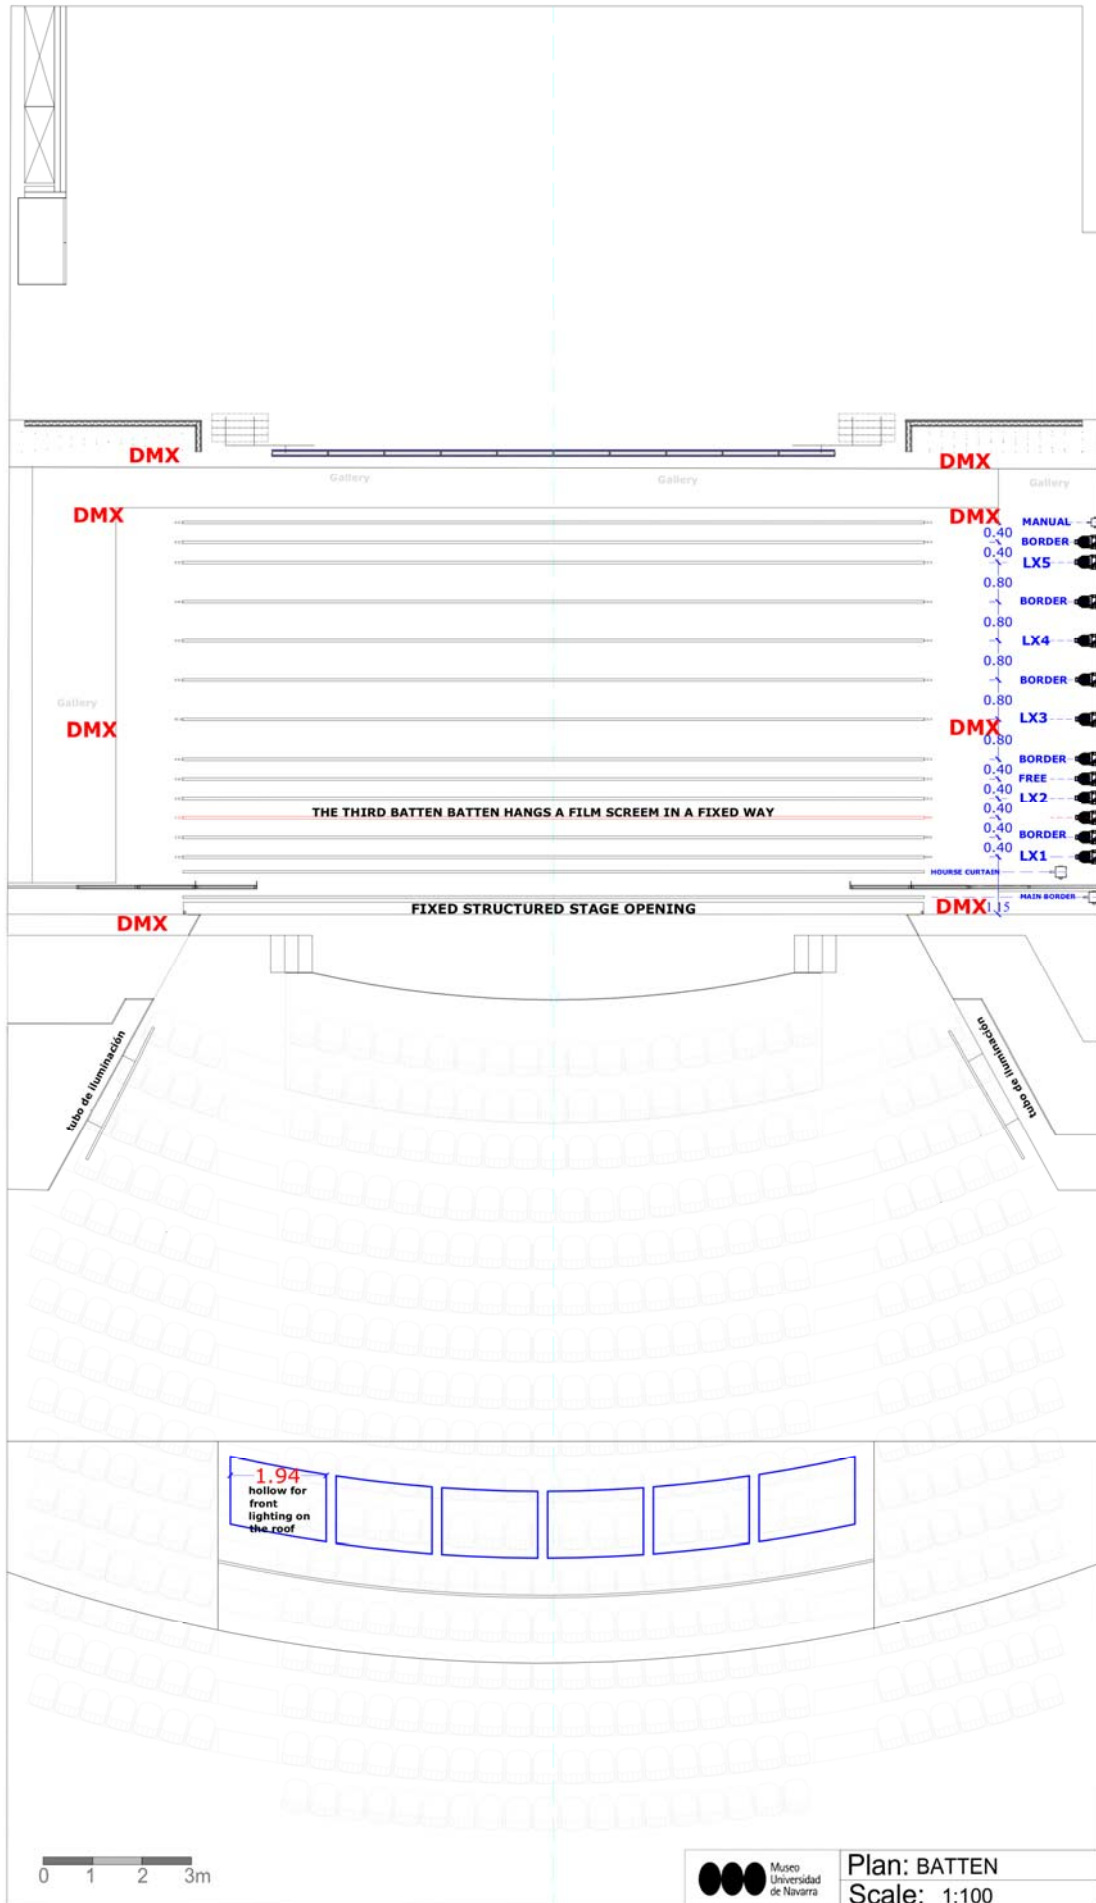 DMX
DMX
Gallery
Gallery
Gallery
DMX
DMX
MANUAL
0.40
BORDER
0.40
LX5
0.80
BORDER
0.80
LX4
0.80
BORDER
0.80
Gallery
DMX
DMX
LX3
0.80
BORDER
0.40
FREE
0.40
LX2
0.40
THE THIRD BATTEN BATTEN HANGS A FILM SCREEM IN A FIXED WAY
0.40
BORDER
0.40
LX1
HOURSE CURTAIN
MAIN BORDER
FIXED STRUCTURED STAGE OPENING
DMX
1.15
DMX
tubo de iluminación
tubo de iluminación
1.94
hollow for
front
lighting on
the roof
0 1 2 3m
Museo
Universidad
de Navarra
Plan: BATTEN
Scale: 1:100